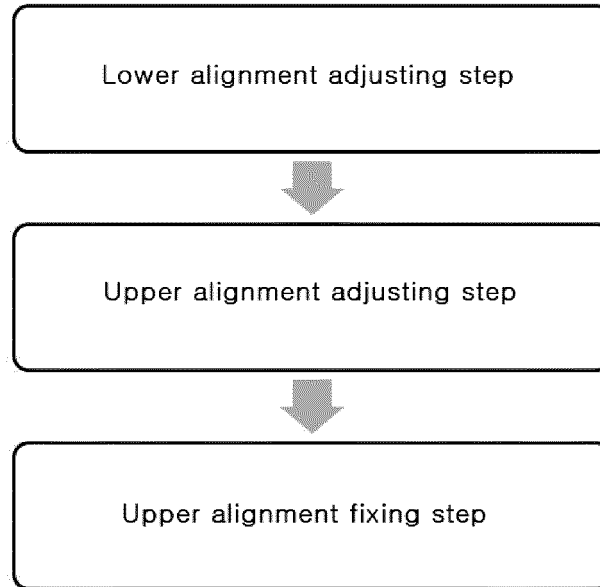 Lower alignment adjusting step
Upper alignment adjusting step
Upper alignment fixing step